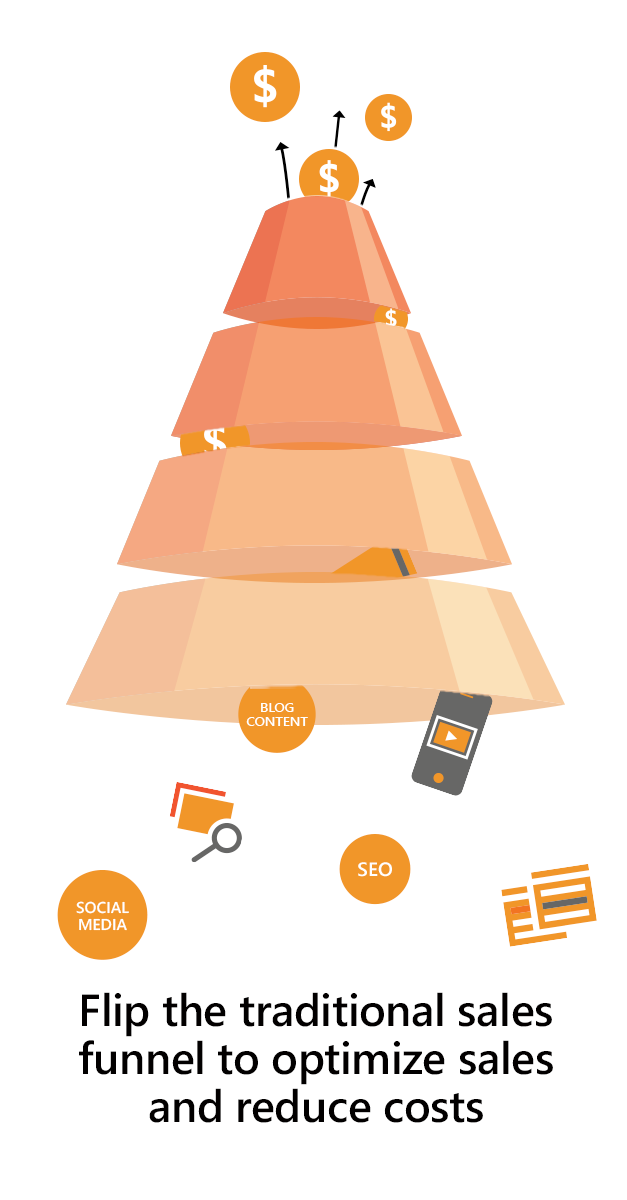 $
$
$
$
$
BLOG
CONTENT
SEO
SOCIAL
MEDIA
Flip the traditional sales
funnel to optimize sales
and reduce costs